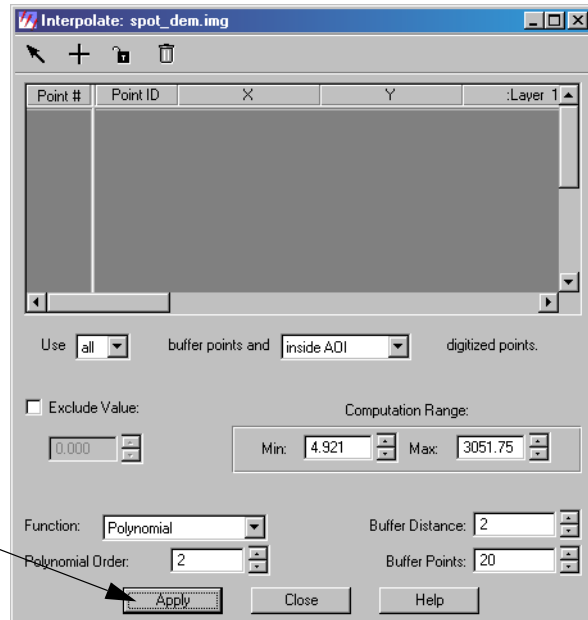 Interpolate: spot_dem.img
Point # Point ID X Y :Layer 1
Use all buffer points and inside AOI digitized points.
Exclude Value: Computation Range:
0.000 Min: 4.921 Max: 3051.75
Function: Polynomial Buffer Distance: 2
Polynomial Order: 2 Buffer Points: 20
Apply Close Help